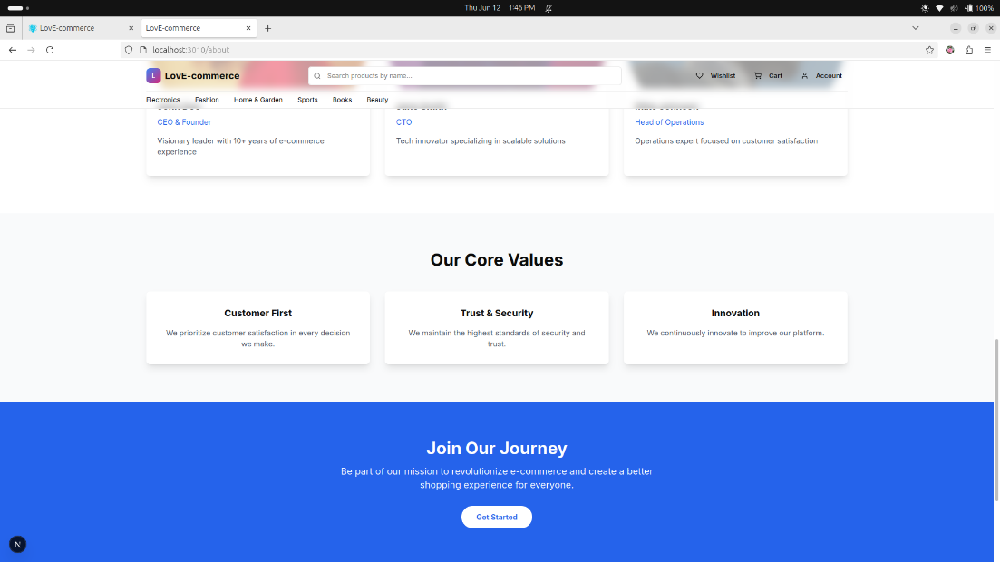 Thu Jun 12 1:46 PM
100%
LovE-commerce
LovE-commerce
localhost:3010/about
L LovE-commerce
Search products by name...
Wishlist
Cart
Account
Electronics
Fashion
Home & Garden
Sports
Books
Beauty
CEO & Founder
Visionary leader with 10+ years of e-commerce
experience
CTO
Tech innovator specializing in scalable solutions
Head of Operations
Operations expert focused on customer satisfaction
Our Core Values
Customer First
We prioritize customer satisfaction in every decision
we make.
Trust & Security
We maintain the highest standards of security and
trust.
Innovation
We continuously innovate to improve our platform.
Join Our Journey
Be part of our mission to revolutionize e-commerce and create a better
shopping experience for everyone.
Get Started
N